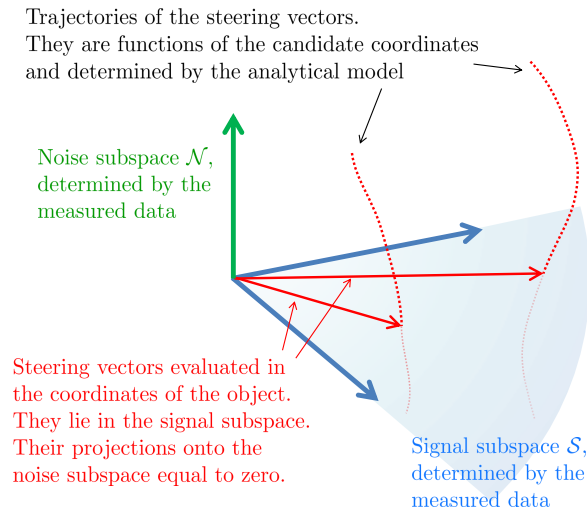 Trajectories of the steering vectors.
They are functions of the candidate coordinates
and determined by the analytical model
Noise subspace 𝒩,
determined by the
measured data
Steering vectors evaluated in
the coordinates of the object.
They lie in the signal subspace.
Their projections onto the
noise subspace equal to zero.
Signal subspace 𝒮,
determined by the
measured data